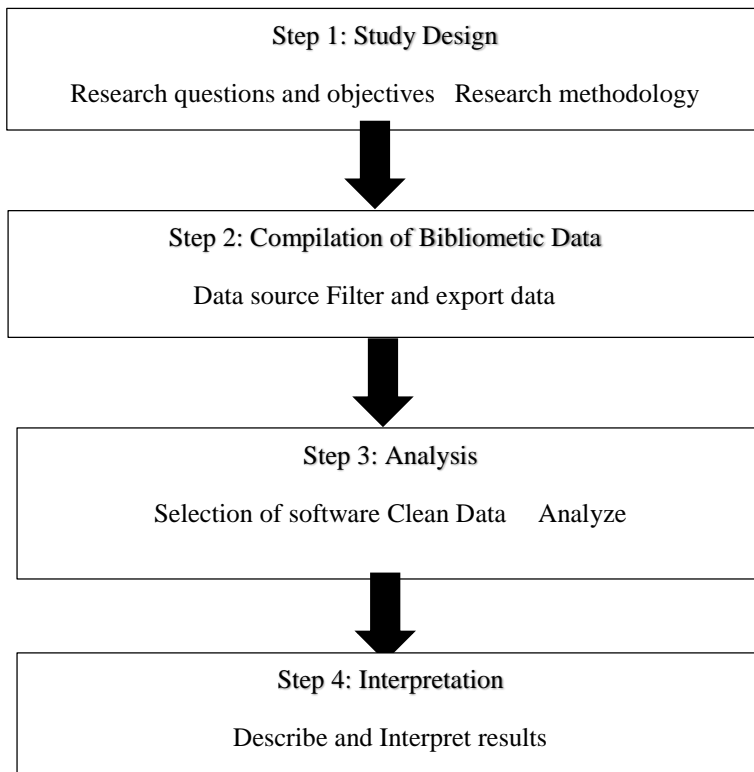 Step 1: Study Design
Research questions and objectives Research methodology
Step 2: Compilation of Bibliometic Data
Data source Filter and export data
Step 3: Analysis
Selection of software Clean Data Analyze
Step 4: Interpretation
Describe and Interpret results